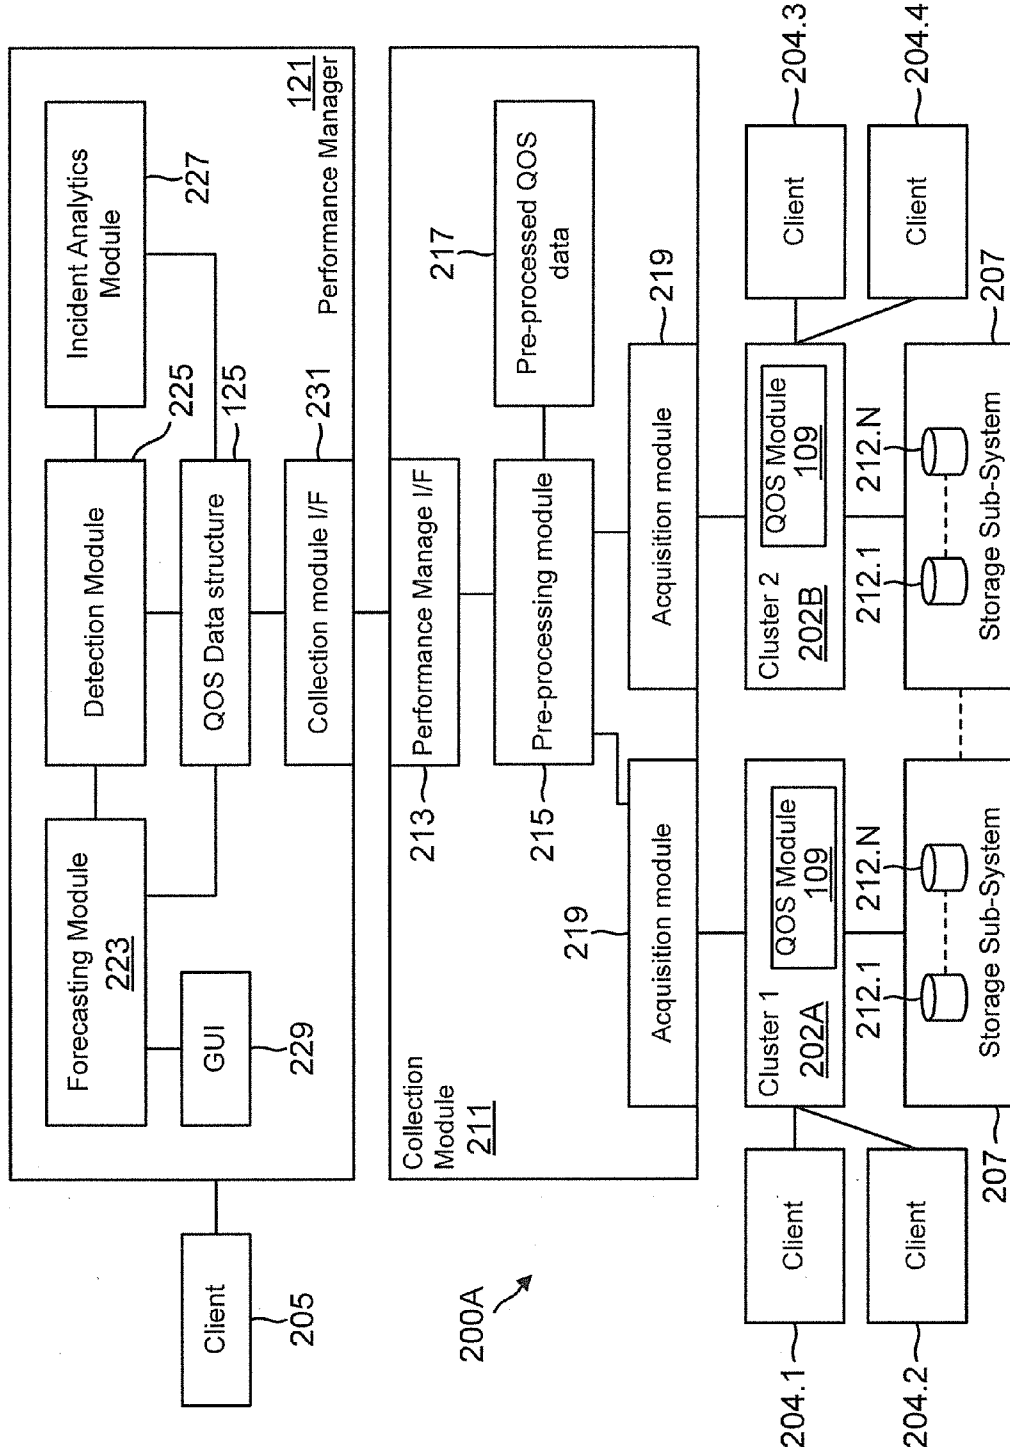 Client
205
Forecasting Module
223
GUI
229
Detection Module
225
Incident Analytics
Module
227
QOS Data structure
125
Collection module I/F
231
121
Performance Manager
200A
Collection
Module
211
Performance Manage I/F
213
Pre-processing module
215
Pre-processed QOS
data
217
Acquisition module
219
Acquisition module
219
Client
204.1
Client
204.2
Cluster 1
202A
QOS Module
109
Cluster 2
202B
QOS Module
109
Client
204.3
Client
204.4
212.1
212.N
Storage Sub-System
207
212.1
212.N
Storage Sub-System
207